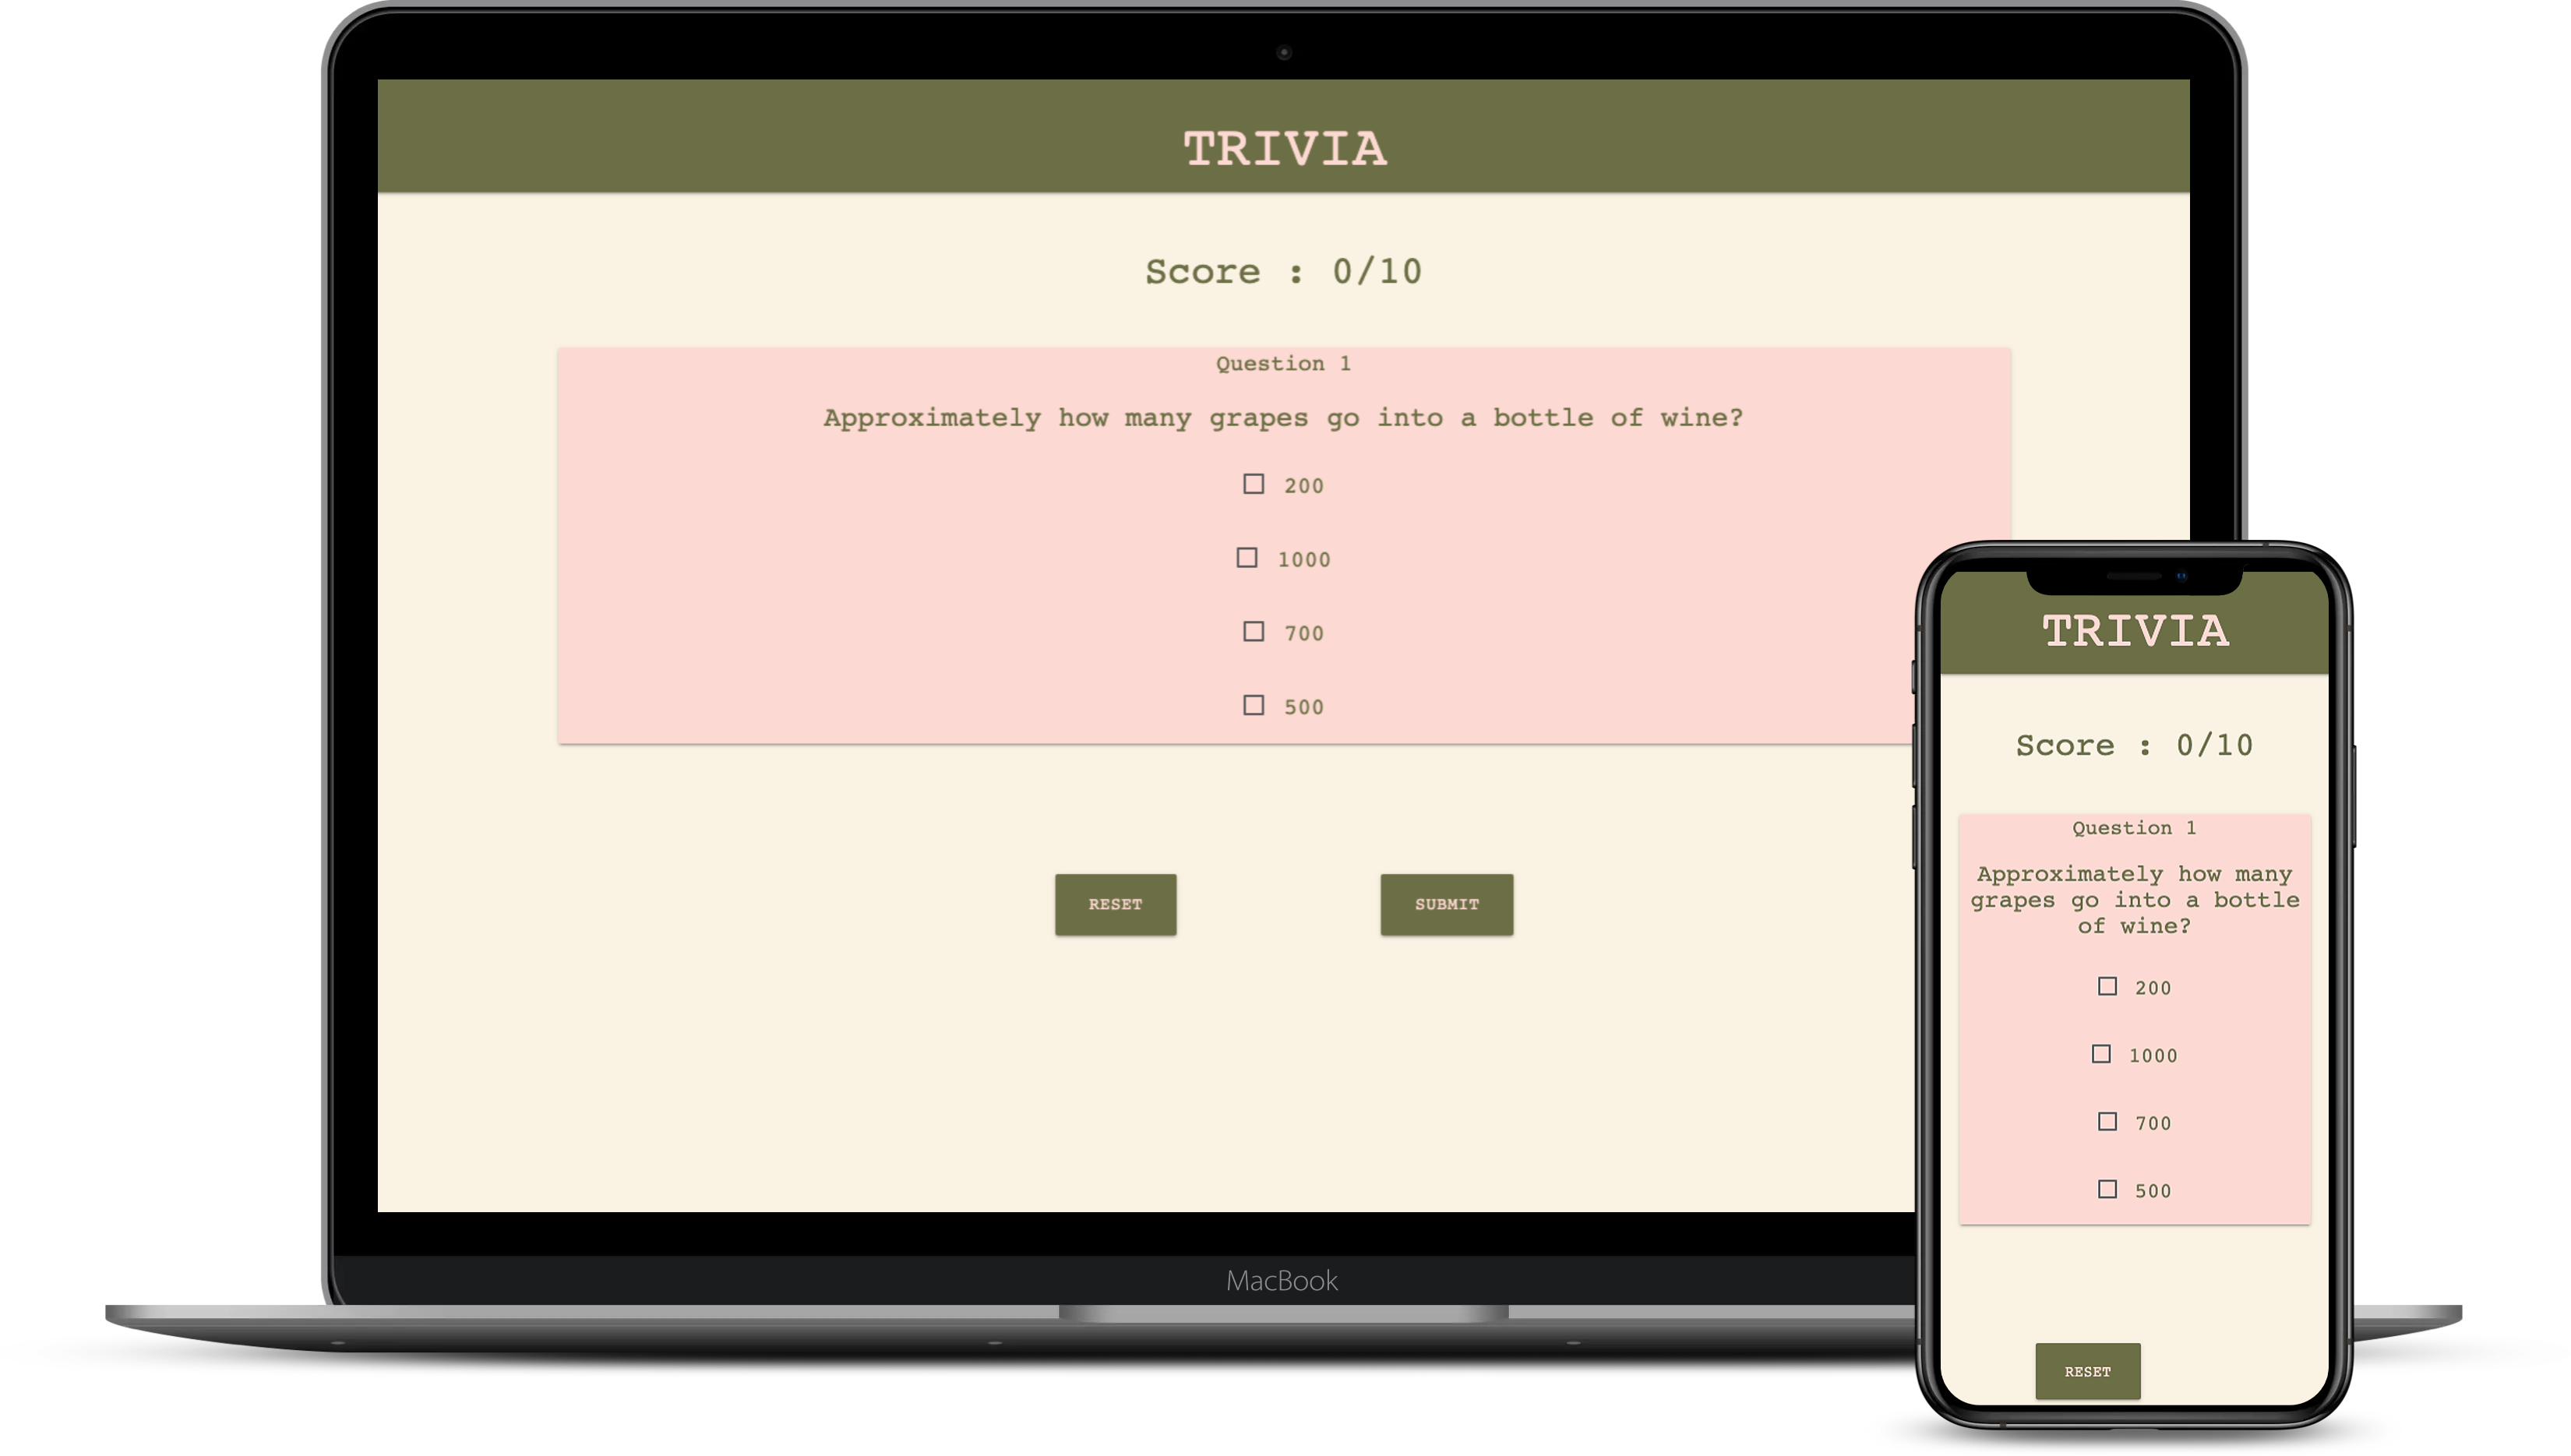 TRIVIA
Score : 0/10
Question 1
Approximately how many grapes go into a bottle of wine?
200
1000
700
500
RESET
SUBMIT
MacBook
TRIVIA
Score : 0/10
Question 1
Approximately how many
grapes go into a bottle
of wine?
200
1000
700
500
RESET